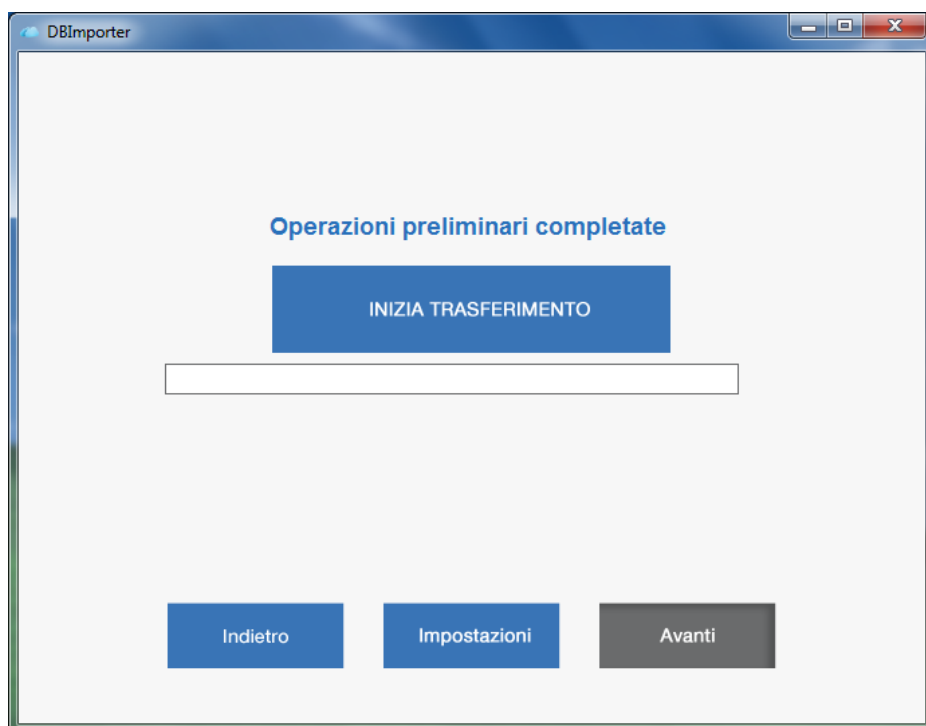 DBImporter
Operazioni preliminari completate
INIZIA TRASFERIMENTO
Indietro
Impostazioni
Avanti